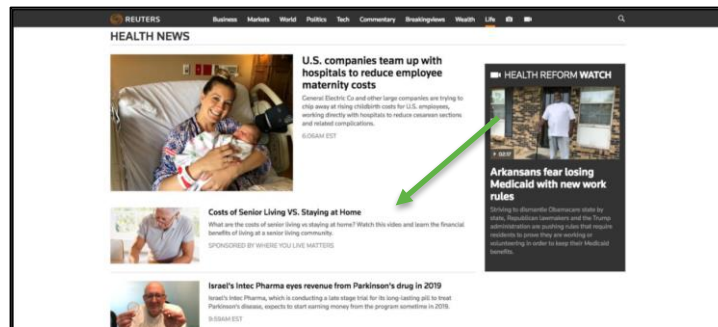 REUTERS
Business Markets World Politics Tech Commentary Breakingviews Wealth Life
HEALTH NEWS
U.S. companies team up with
hospitals to reduce employee
maternity costs
General Electric Co and other large companies are trying to
chip away at rising childbirth costs for U.S. employees,
working directly with hospitals to reduce cesarean sections
and related complications.
6:06AM EST
HEALTH REFORM WATCH
Arkansans fear losing
Medicaid with new work
rules
Striving to dismantle Obamacare state by
state, Republican lawmakers and the Trump
administration are pushing rules that require
residents to prove they are working or
volunteering in order to keep their Medicaid
benefits.
Costs of Senior Living VS. Staying at Home
What are the costs of senior living vs staying at home? Watch this video and learn the financial
benefits of living at a senior living community.
SPONSORED BY WHERE YOU LIVE MATTERS
Israel's Intec Pharma eyes revenue from Parkinson's drug in 2019
Israel's Intec Pharma, which is conducting a late stage trial for its long-lasting pill to treat
Parkinson's disease, expects to start earning money from the program sometime in 2019.
9:59AM EST